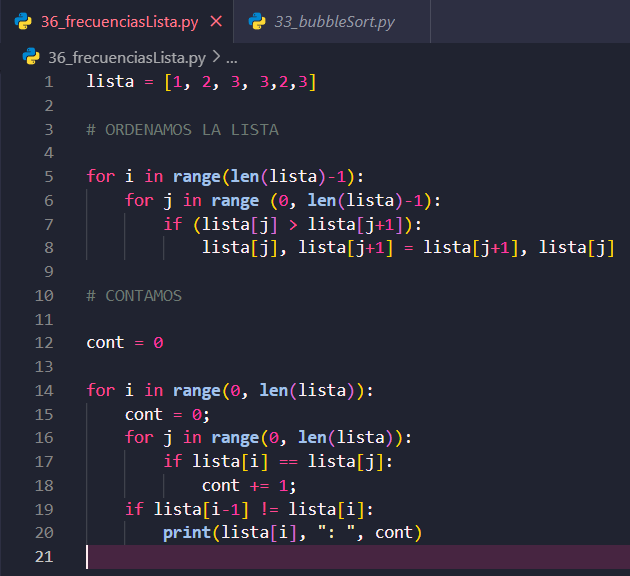 36_frecuenciasLista.py × 33_bubbleSort.py
36_frecuenciasLista.py > ...
1 lista = [1, 2, 3, 3,2,3]
2
3 # ORDENAMOS LA LISTA
4
5 for i in range(len(lista)-1):
6 for j in range (0, len(lista)-1):
7 if (lista[j] > lista[j+1]):
8 lista[j], lista[j+1] = lista[j+1], lista[j]
9
10 # CONTAMOS
11
12 cont = 0
13
14 for i in range(0, len(lista)):
15 cont = 0;
16 for j in range(0, len(lista)):
17 if lista[i] == lista[j]:
18 cont += 1;
19 if lista[i-1] != lista[i]:
20 print(lista[i], ": ", cont)
21